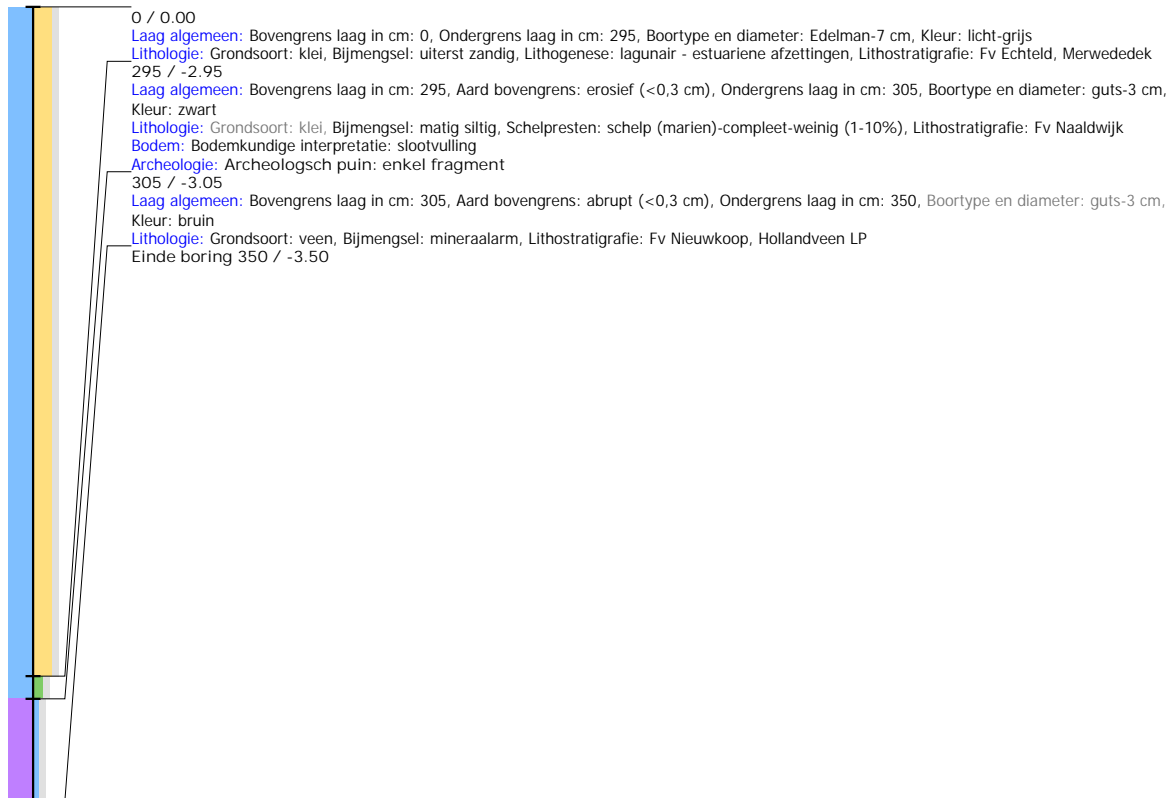 0 / 0.00
Laag algemeen: Bovengrens laag in cm: 0, Ondergrens laag in cm: 295, Boortype en diameter: Edelman-7 cm, Kleur: licht-grijs
Lithologie: Grondsoort: klei, Bijmengsel: uiterst zandig, Lithogenese: lagunair - estuariene afzettingen, Lithostratigrafie: Fv Echteld, Merwededek
295 / -2.95
Laag algemeen: Bovengrens laag in cm: 295, Aard bovengrens: erosief (<0,3 cm), Ondergrens laag in cm: 305, Boortype en diameter: guts-3 cm,
Kleur: zwart
Lithologie: Grondsoort: klei, Bijmengsel: matig siltig, Schelpresten: schelp (marien)-compleet-weinig (1-10%), Lithostratigrafie: Fv Naaldwijk
Bodem: Bodemkundige interpretatie: slootvulling
Archeologie: Archeologsch puin: enkel fragment
305 / -3.05
Laag algemeen: Bovengrens laag in cm: 305, Aard bovengrens: abrupt (<0,3 cm), Ondergrens laag in cm: 350, Boortype en diameter: guts-3 cm,
Kleur: bruin
Lithologie: Grondsoort: veen, Bijmengsel: mineraalarm, Lithostratigrafie: Fv Nieuwkoop, Hollandveen LP
Einde boring 350 / -3.50